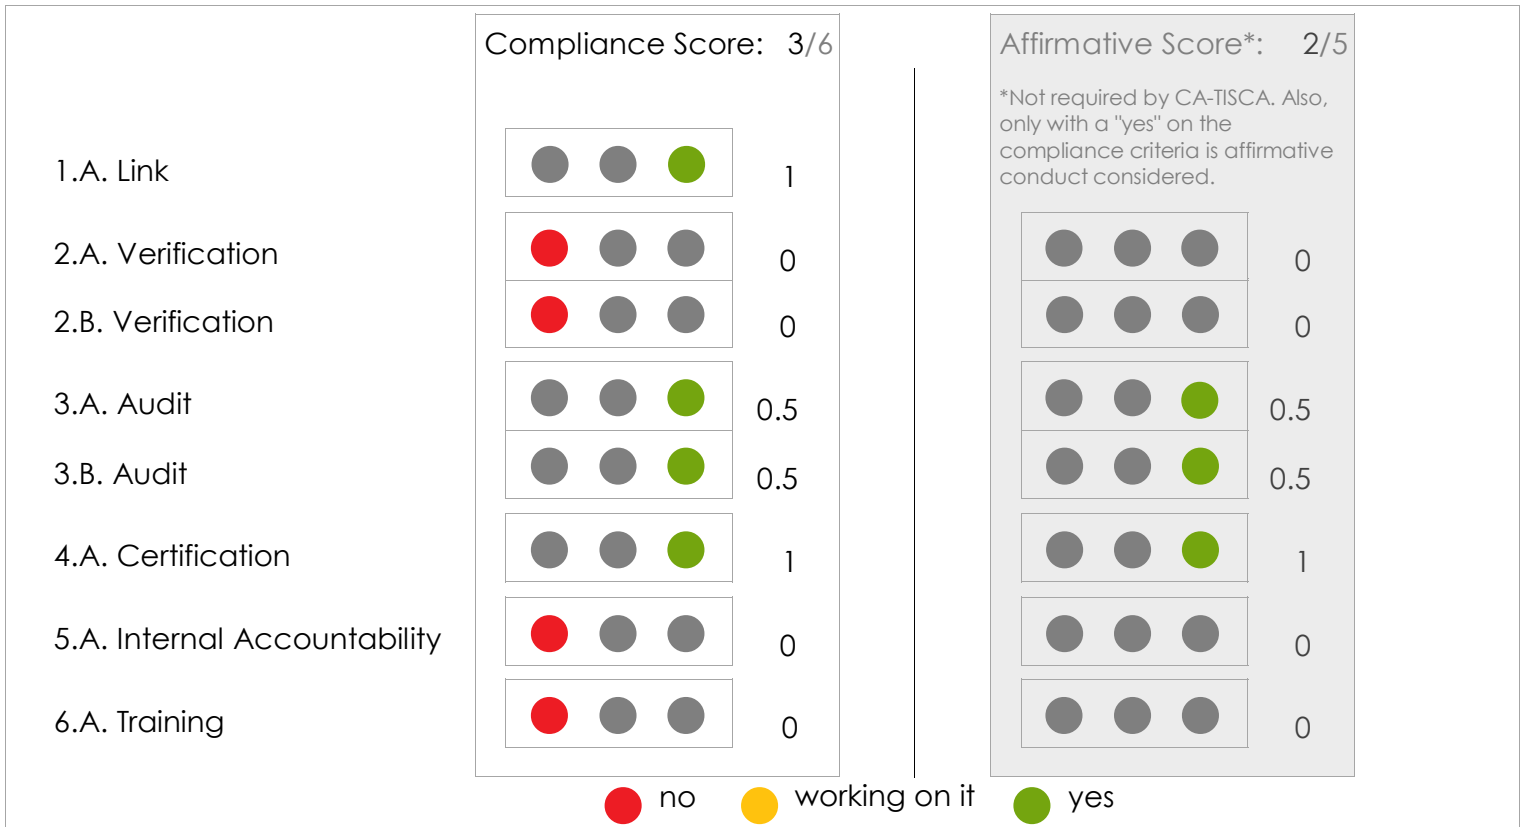 Compliance Score: 3/6
Affirmative Score*: 2/5
*Not required by CA-TISCA. Also,
only with a "yes" on the
compliance criteria is affirmative
conduct considered.
1.A. Link 1
2.A. Verification 0 0
2.B. Verification 0 0
3.A. Audit 0.5 0.5
3.B. Audit 0.5 0.5
4.A. Certification 1 1
5.A. Internal Accountability 0 0
6.A. Training 0 0
no working on it yes